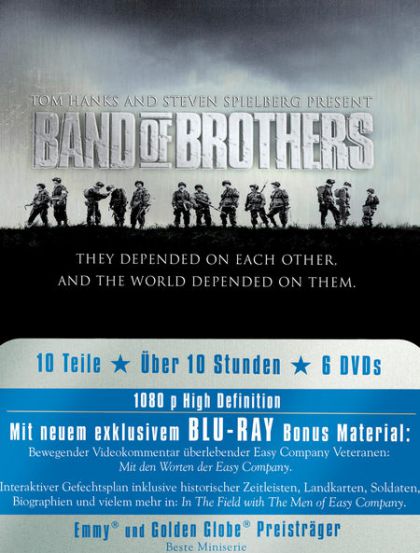 TOM HANKS AND STEVEN SPIELBERG PRESENT
BAND OF BROTHERS
THEY DEPENDED ON EACH OTHER.
AND THE WORLD DEPENDED ON THEM.
10 Teile ★ Über 10 Stunden ★ 6 DVDs
1080 p High Definition
Mit neuem exklusivem BLU-RAY Bonus Material:
Bewegender Videokommentar überlebender Easy Company Veteranen:
Mit den Worten der Easy Company.
Interaktiver Gefechtsplan inklusive historischer Zeitleisten, Landkarten, Soldaten,
Biographien und vielem mehr in: In The Field with The Men of Easy Company.
Emmy® und Golden Globe® Preisträger
Beste Miniserie